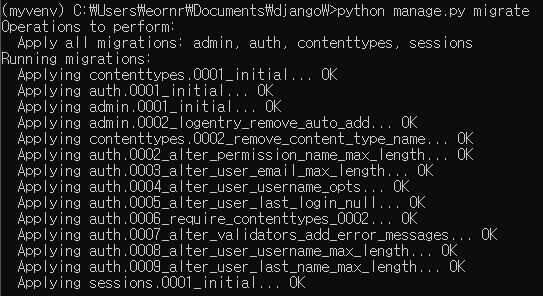 (myvenv) C:₩Users₩eornr₩Documents₩django₩>python manage.py migrate
Operations to perform:
  Apply all migrations: admin, auth, contenttypes, sessions
Running migrations:
  Applying contenttypes.0001_initial... OK
  Applying auth.0001_initial... OK
  Applying admin.0001_initial... OK
  Applying admin.0002_logentry_remove_auto_add... OK
  Applying contenttypes.0002_remove_content_type_name... OK
  Applying auth.0002_alter_permission_name_max_length... OK
  Applying auth.0003_alter_user_email_max_length... OK
  Applying auth.0004_alter_user_username_opts... OK
  Applying auth.0005_alter_user_last_login_null... OK
  Applying auth.0006_require_contenttypes_0002... OK
  Applying auth.0007_alter_validators_add_error_messages... OK
  Applying auth.0008_alter_user_username_max_length... OK
  Applying auth.0009_alter_user_last_name_max_length... OK
  Applying sessions.0001_initial... OK